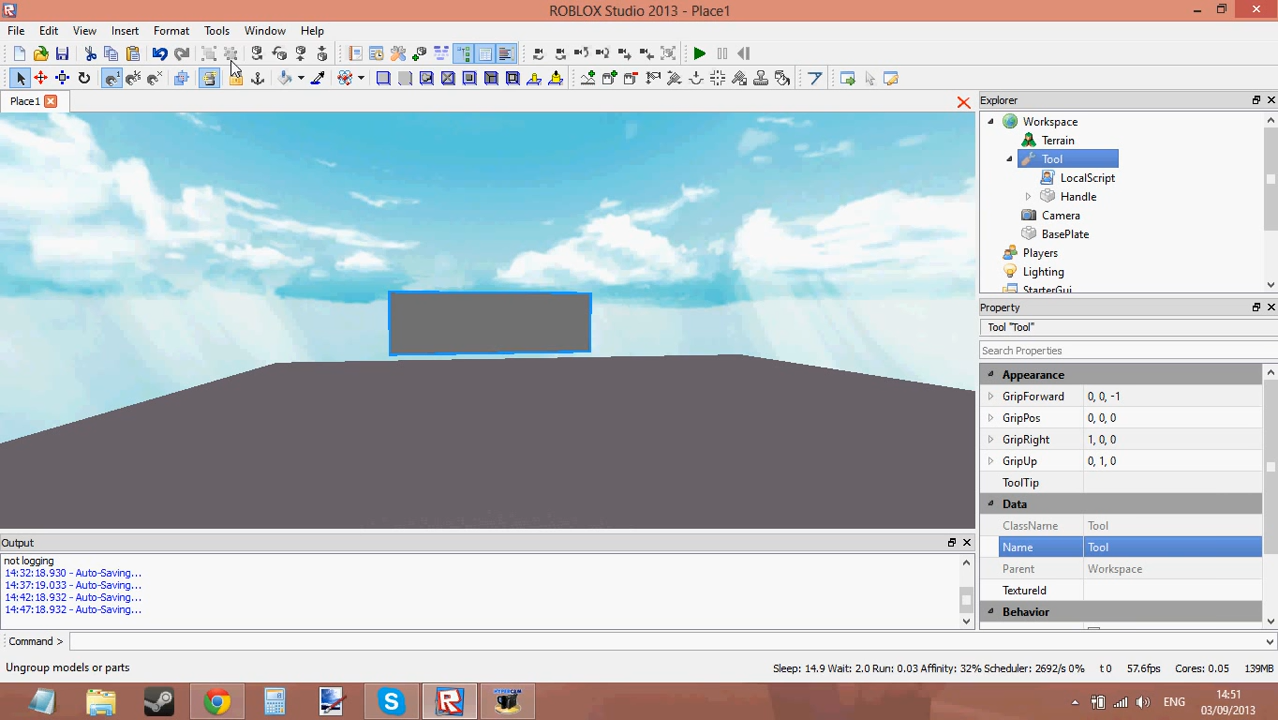 ROBLOX Studio 2013 - Place1
File Edit View Insert Format Tools Window Help
Place1
Explorer
Workspace
Terrain
Tool
LocalScript
Handle
Camera
BasePlate
Players
Lighting
StarterGui
Property
Tool "Tool"
Search Properties
Appearance
GripForward 0, 0, -1
GripPos 0, 0, 0
GripRight 1, 0, 0
GripUp 0, 1, 0
ToolTip
Data
ClassName Tool
Name Tool
Parent Workspace
TextureId
Behavior
Output
not logging
14:32:18.930 - Auto-Saving...
14:37:19.033 - Auto-Saving...
14:42:18.932 - Auto-Saving...
14:47:18.932 - Auto-Saving...
Command >
Ungroup models or parts
Sleep: 14.9 Wait: 2.0 Run: 0.03 Affinity: 32% Scheduler: 2692/s 0% t 0 57.6fps Cores: 0.05 139MB
ENG
14:51
03/09/2013